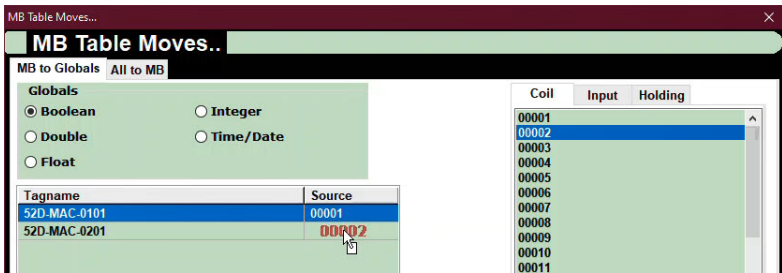 MB Table Moves...
MB Table Moves..
MB to Globals All to MB
Globals
Boolean Integer
Double Time/Date
Float
Tagname Source
52D-MAC-0101 00001
52D-MAC-0201 00002
Coil Input Holding
00001
00002
00003
00004
00005
00006
00007
00008
00009
00010
00011